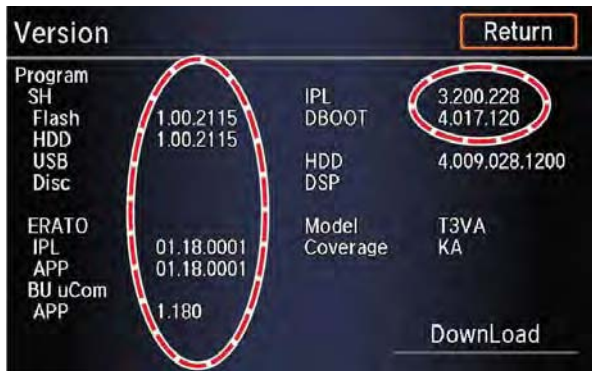 Version
Return
Program
SH IPL 3.200.228
Flash 1.00.2115 DBOOT 4.017.120
HDD 1.00.2115
USB HDD 4.009.028.1200
Disc DSP
ERATO Model T3VA
IPL 01.18.0001 Coverage KA
APP 01.18.0001
BU uCom
APP 1.180
DownLoad